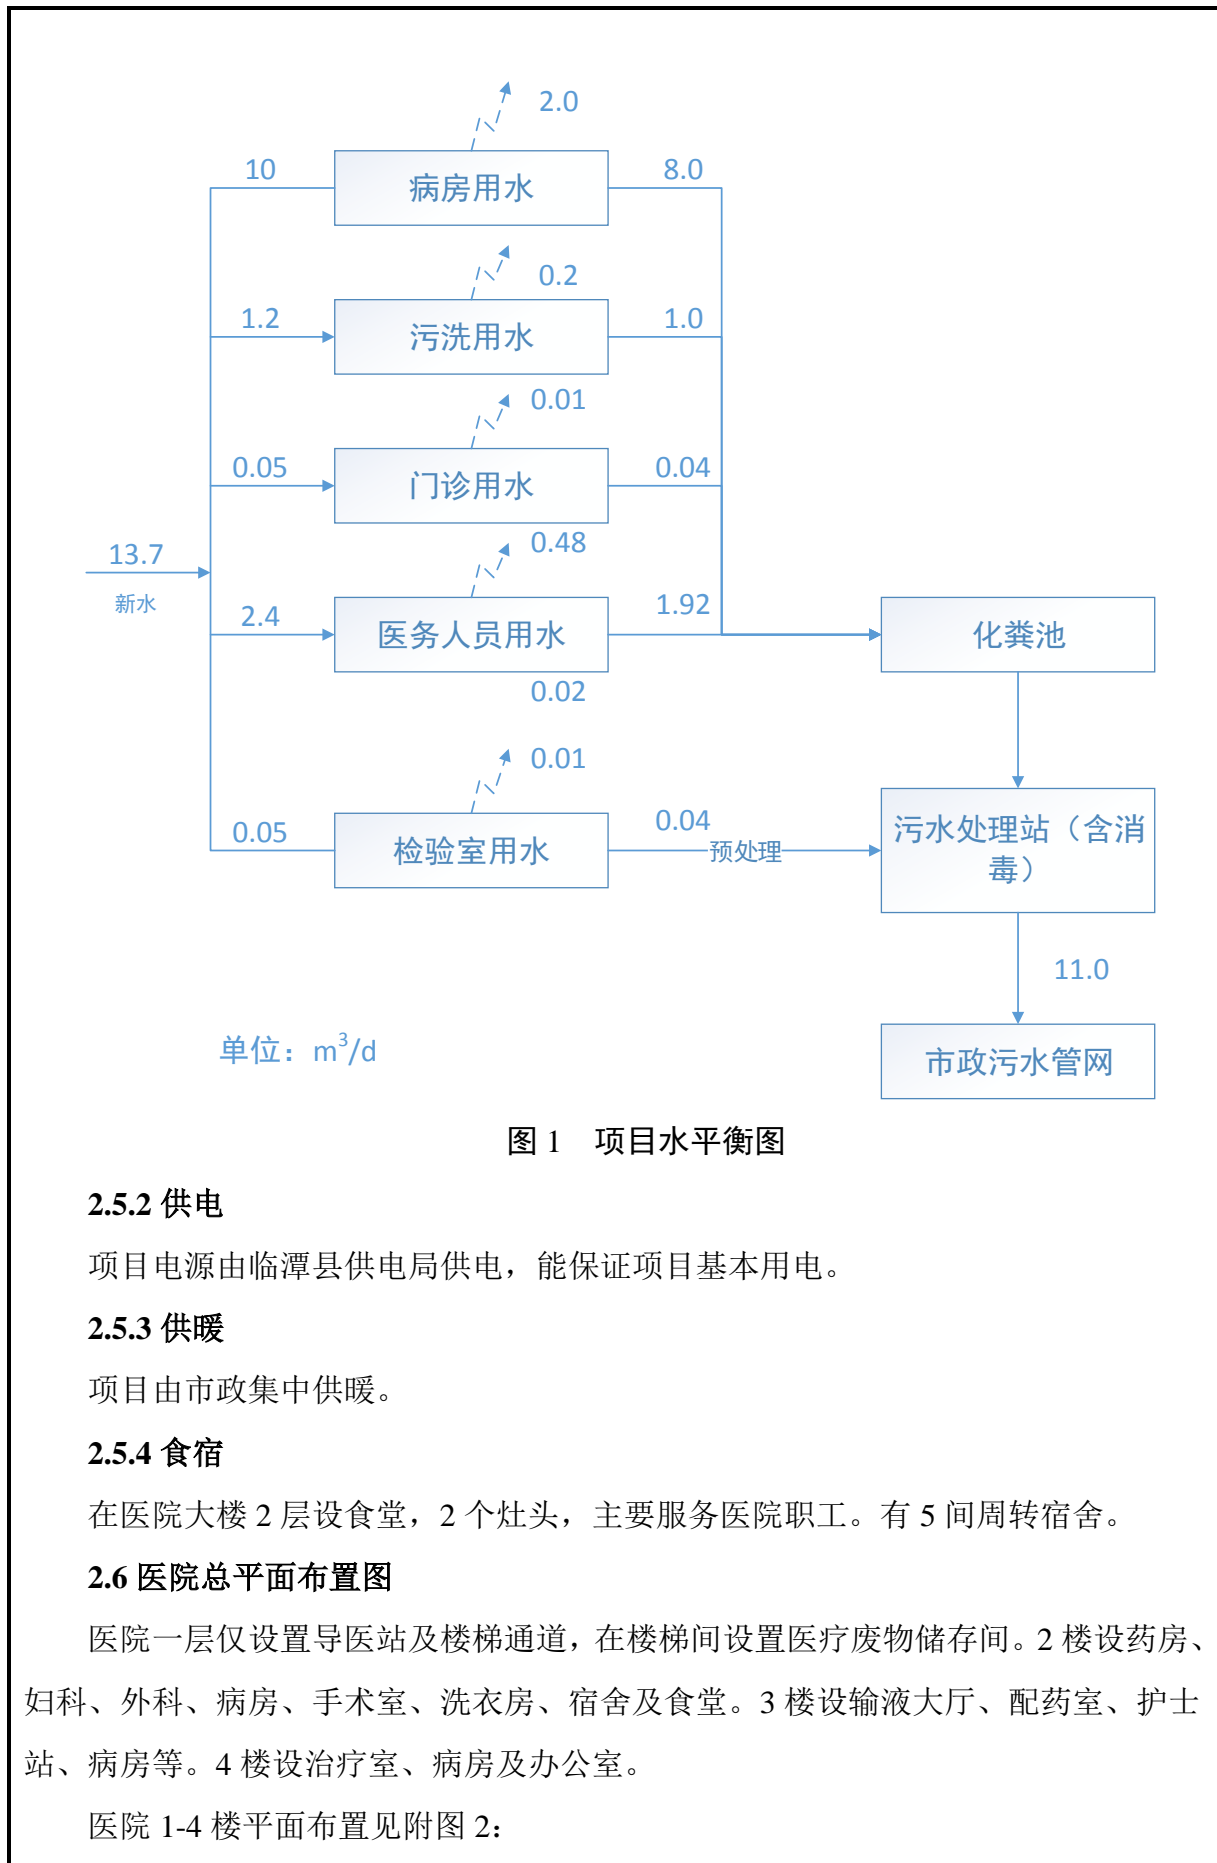 2.0
10
病房用水
8.0
0.2
1.2
污洗用水
1.0
0.01
0.05
门诊用水
0.04
13.7
新水
0.48
2.4
医务人员用水
1.92
化粪池
0.02
0.01
0.05
检验室用水
0.04
预处理
污水处理站（含消
毒）
11.0
单位：m³/d
市政污水管网
图 1 项目水平衡图
2.5.2 供电
项目电源由临潭县供电局供电，能保证项目基本用电。
2.5.3 供暖
项目由市政集中供暖。
2.5.4 食宿
在医院大楼 2 层设食堂，2 个灶头，主要服务医院职工。有 5 间周转宿舍。
2.6 医院总平面布置图
医院一层仅设置导医站及楼梯通道，在楼梯间设置医疗废物储存间。2 楼设药房、
妇科、外科、病房、手术室、洗衣房、宿舍及食堂。3 楼设输液大厅、配药室、护士
站、病房等。4 楼设治疗室、病房及办公室。
医院 1-4 楼平面布置见附图 2：